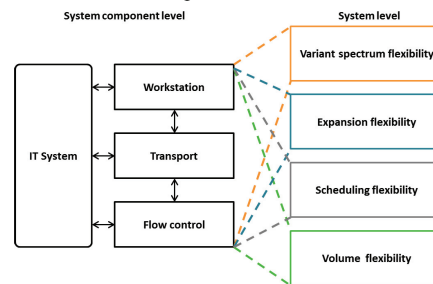 System component level
System level
Variant spectrum flexibility
Workstation
Expansion flexibility
IT System
Transport
Scheduling flexibility
Flow control
Volume flexibility